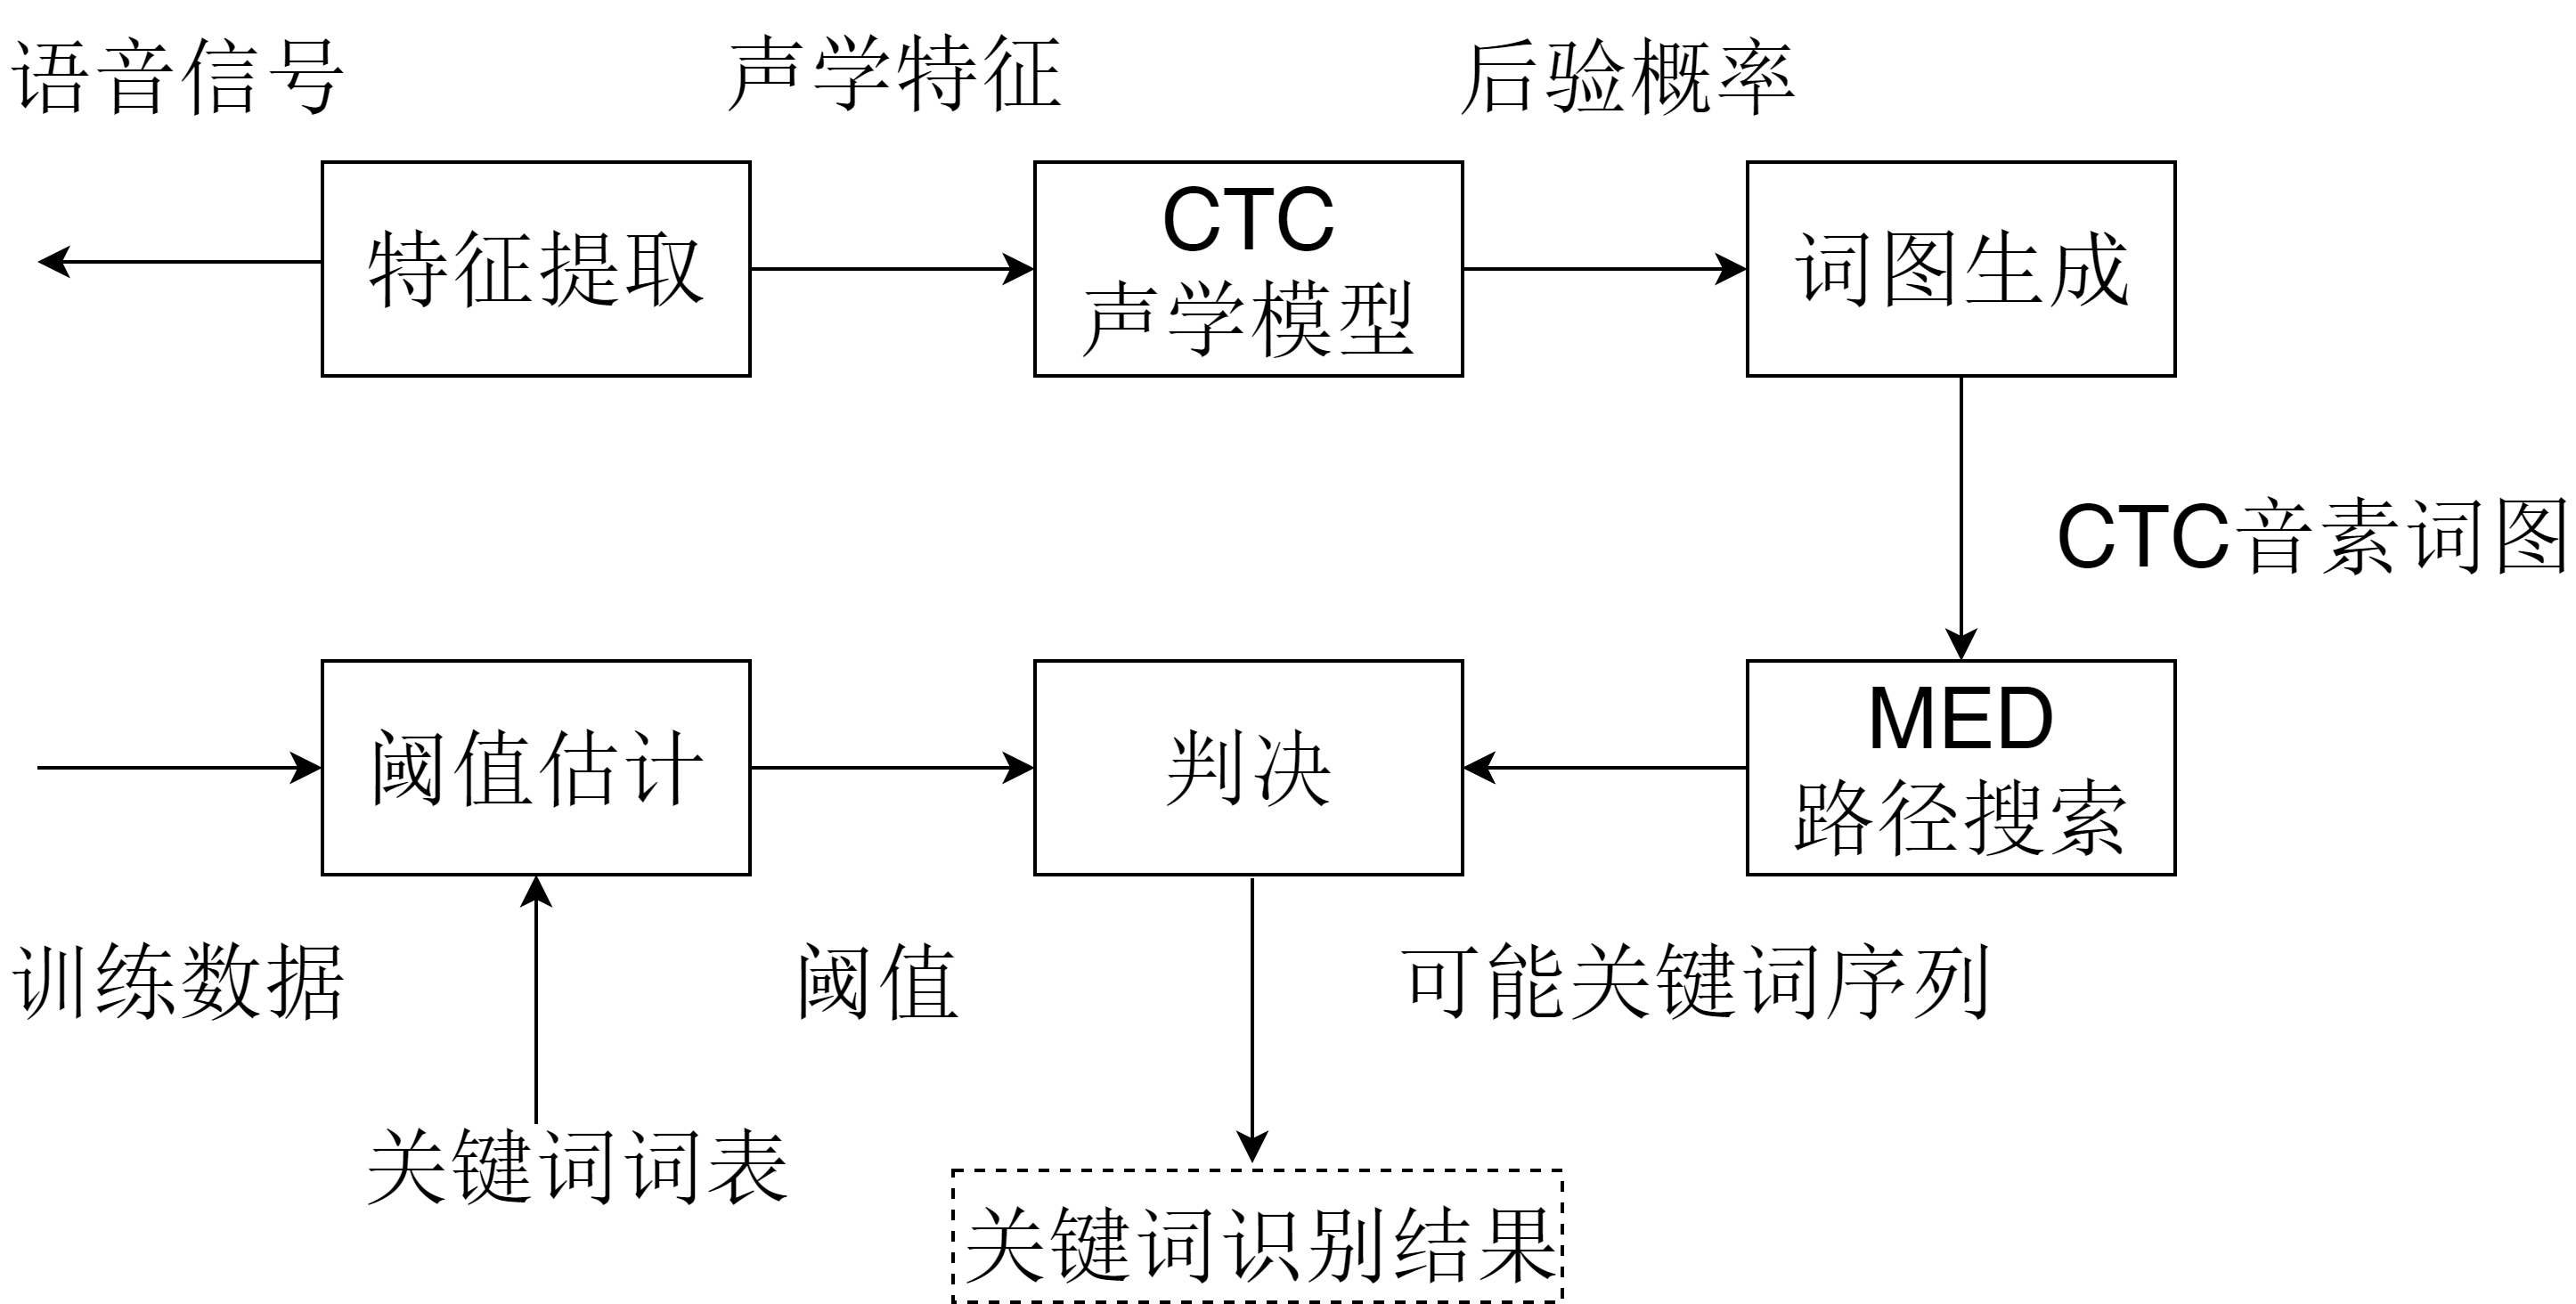 语音信号
声学特征
后验概率
特征提取
CTC
声学模型
词图生成
CTC音素词图
阈值估计
判决
MED
路径搜索
训练数据
阈值
可能关键词序列
关键词词表
关键词识别结果